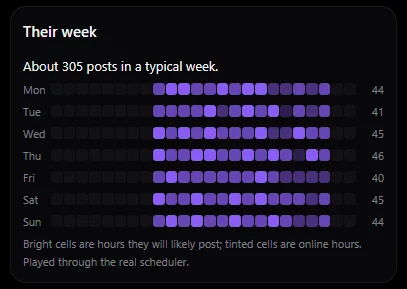 Their week
About 305 posts in a typical week.
Mon 44
Tue 41
Wed 45
Thu 46
Fri 40
Sat 45
Sun 44
Bright cells are hours they will likely post; tinted cells are online hours.
Played through the real scheduler.